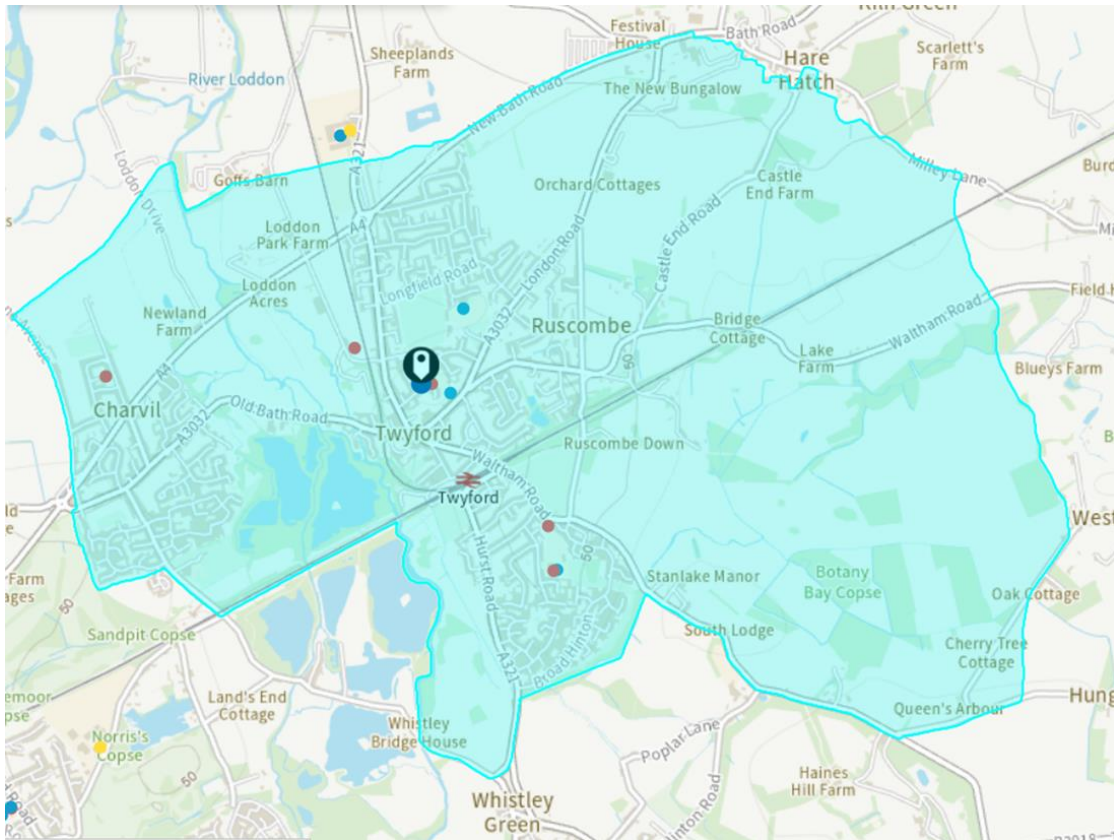 Festival
House
Bath Road
Hare
Hatch
Scarlett's
Farm
Sheeplands
Farm
River Loddon
The New Bungalow
New Bath Road
A321
Milley Lane
Loddon Drive
Goffs Barn
Orchard Cottages
Castle
End Farm
Loddon
Park Farm
A4
London Road
Castle End Road
Longfield Road
Loddon
Acres
Newland
Farm
A3032
Ruscombe
Bridge
Cottage
Waltham Road
50
Lake
Farm
Blueys Farm
A4
Charvil
Old Bath Road
A3032
Twyford
Ruscombe Down
Waltham Road
Twyford
Hurst Road
50
Stanlake Manor
Botany
Bay Copse
Oak Cottage
50
Sandpit Copse
South Lodge
Broad Hinton
A321
Cherry Tree
Cottage
Land's End
Cottage
Queen's Arbour
Whistley
Bridge House
Norris's
Copse
50
Poplar Lane
Haines
Hill Farm
Whistley
Green